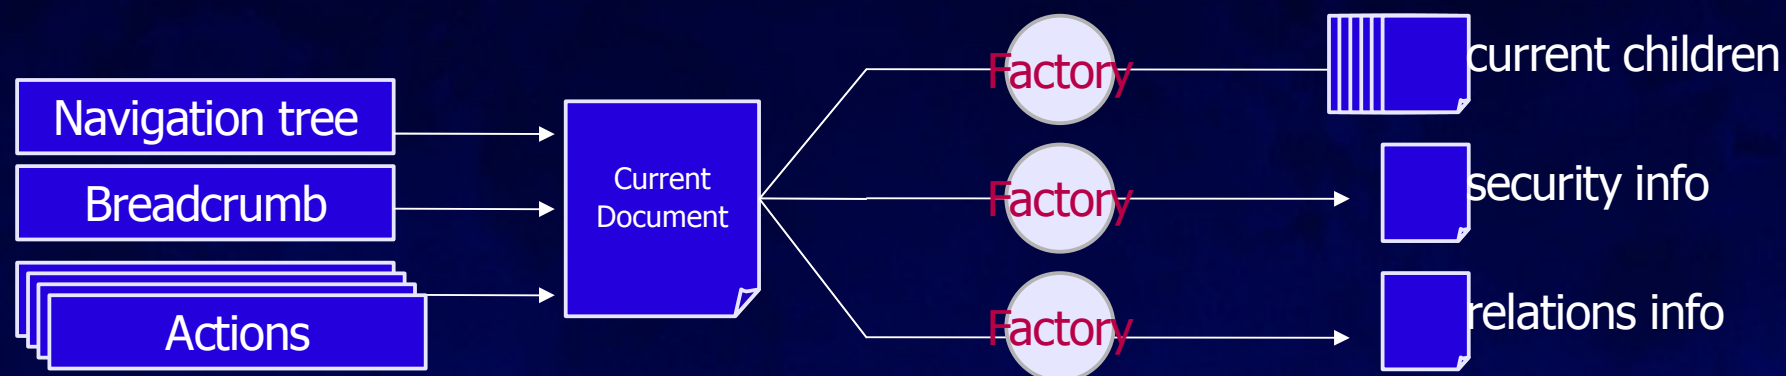 Navigation tree
Breadcrumb
Actions
Current
Document
Factory
Factory
Factory
current children
security info
relations info